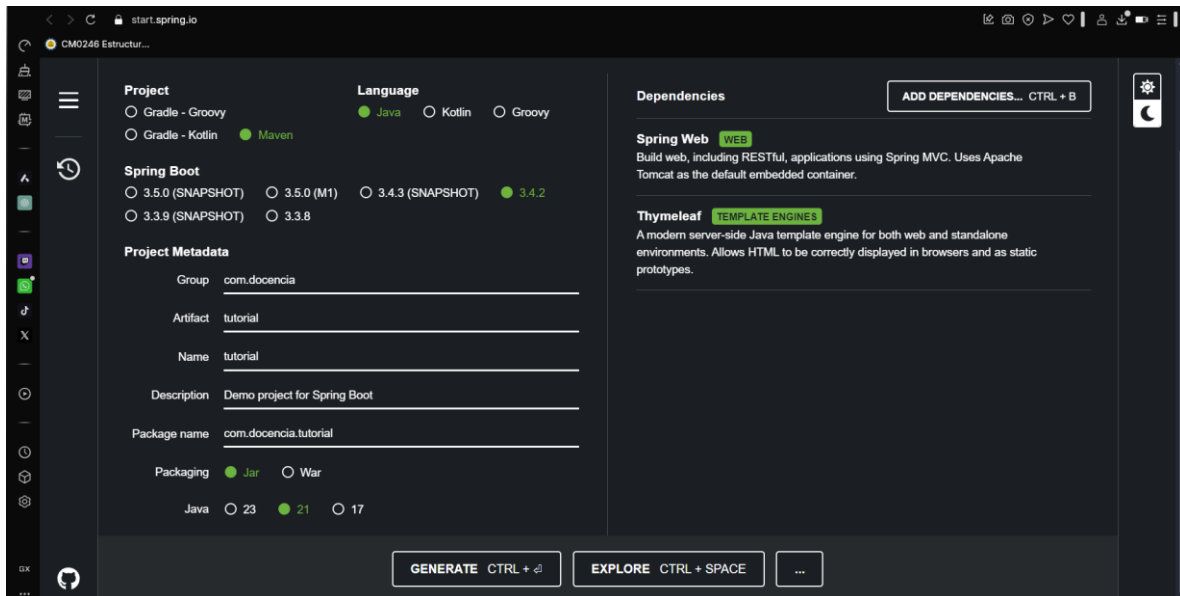 start.spring.io
CM0246 Estructur...
Project
Gradle - Groovy
Gradle - Kotlin Maven
Language
Java Kotlin Groovy
Spring Boot
3.5.0 (SNAPSHOT) 3.5.0 (M1) 3.4.3 (SNAPSHOT) 3.4.2
3.3.9 (SNAPSHOT) 3.3.8
Project Metadata
Group com.docencia
Artifact tutorial
Name tutorial
Description Demo project for Spring Boot
Package name com.docencia.tutorial
Packaging Jar War
Java 23 21 17
Dependencies
ADD DEPENDENCIES... CTRL + B
Spring Web WEB
Build web, including RESTful, applications using Spring MVC. Uses Apache
Tomcat as the default embedded container.
Thymeleaf TEMPLATE ENGINES
A modern server-side Java template engine for both web and standalone
environments. Allows HTML to be correctly displayed in browsers and as static
prototypes.
GENERATE CTRL + ⏎
EXPLORE CTRL + SPACE
...
GX